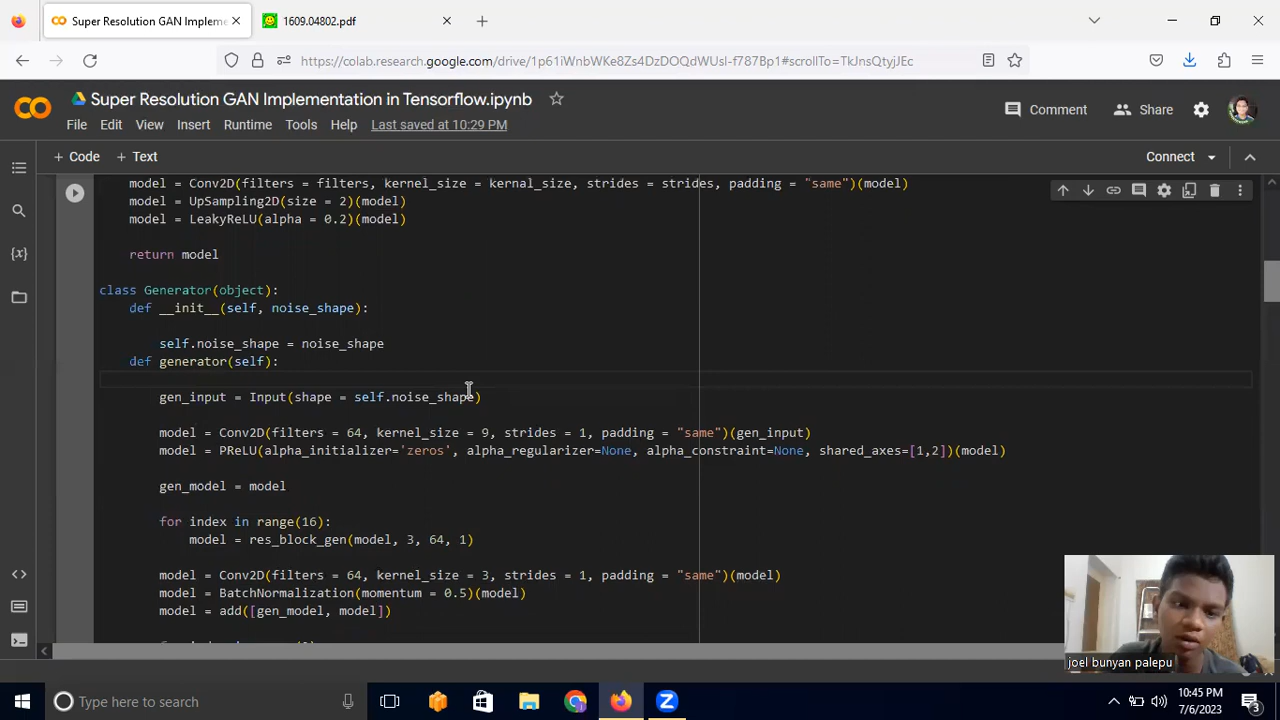 Super Resolution GAN Impleme
1609.04802.pdf
https://colab.research.google.com/drive/1p61iWnbWKe8Zs4DzDOQdWUsI-f787Bp1#scrollTo=TkJnsQtyjJEc
Super Resolution GAN Implementation in Tensorflow.ipynb
Comment
Share
File Edit View Insert Runtime Tools Help Last saved at 10:29 PM
+ Code + Text
Connect
model = Conv2D(filters = filters, kernel_size = kernal_size, strides = strides, padding = "same")(model)
model = UpSampling2D(size = 2)(model)
model = LeakyReLU(alpha = 0.2)(model)
return model
class Generator(object):
def __init__(self, noise_shape):
self.noise_shape = noise_shape
def generator(self):
gen_input = Input(shape = self.noise_shape)
model = Conv2D(filters = 64, kernel_size = 9, strides = 1, padding = "same")(gen_input)
model = PReLU(alpha_initializer='zeros', alpha_regularizer=None, alpha_constraint=None, shared_axes=[1,2])(model)
gen_model = model
for index in range(16):
model = res_block_gen(model, 3, 64, 1)
model = Conv2D(filters = 64, kernel_size = 3, strides = 1, padding = "same")(model)
model = BatchNormalization(momentum = 0.5)(model)
model = add([gen_model, model])
joel bunyan palepu
Type here to search
10:45 PM
7/6/2023
3